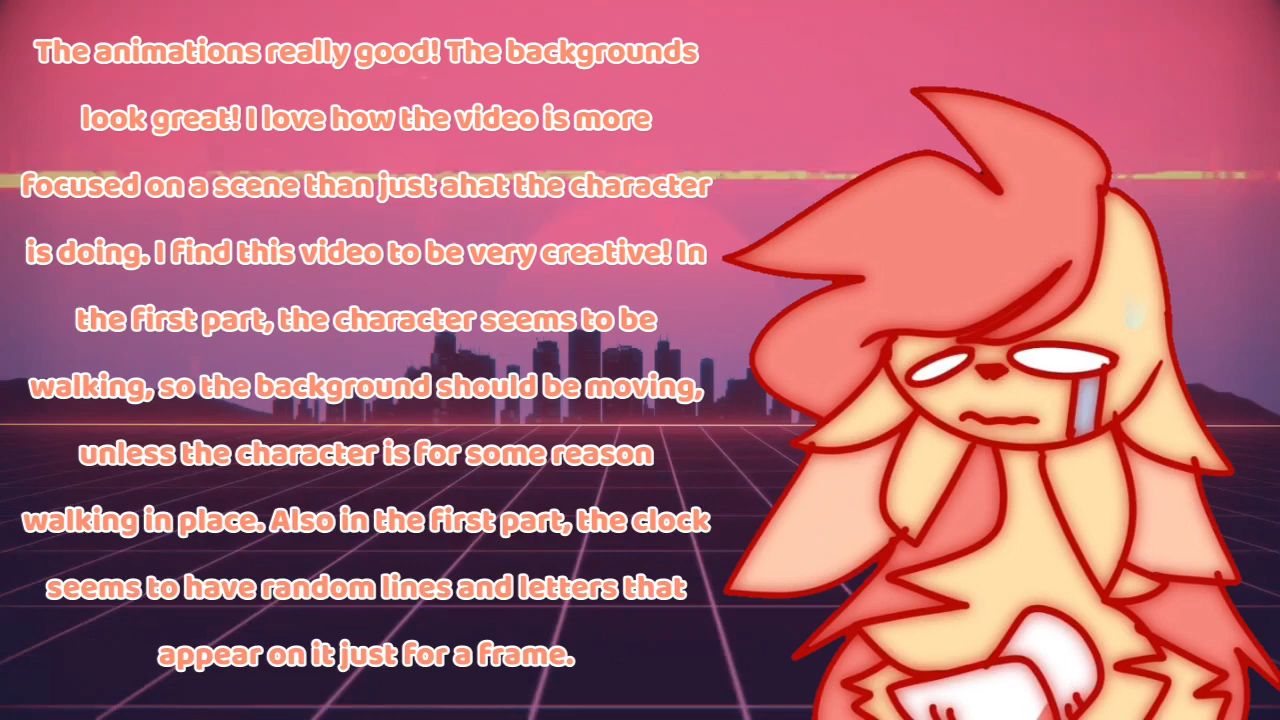 The animations really good! The backgrounds
look great! I love how the video is more
focused on a scene than just ahat the character
is doing. I find this video to be very creative! In
the first part, the character seems to be
walking, so the background should be moving,
unless the character is for some reason
walking in place. Also in the first part, the clock
seems to have random lines and letters that
appear on it just for a frame.